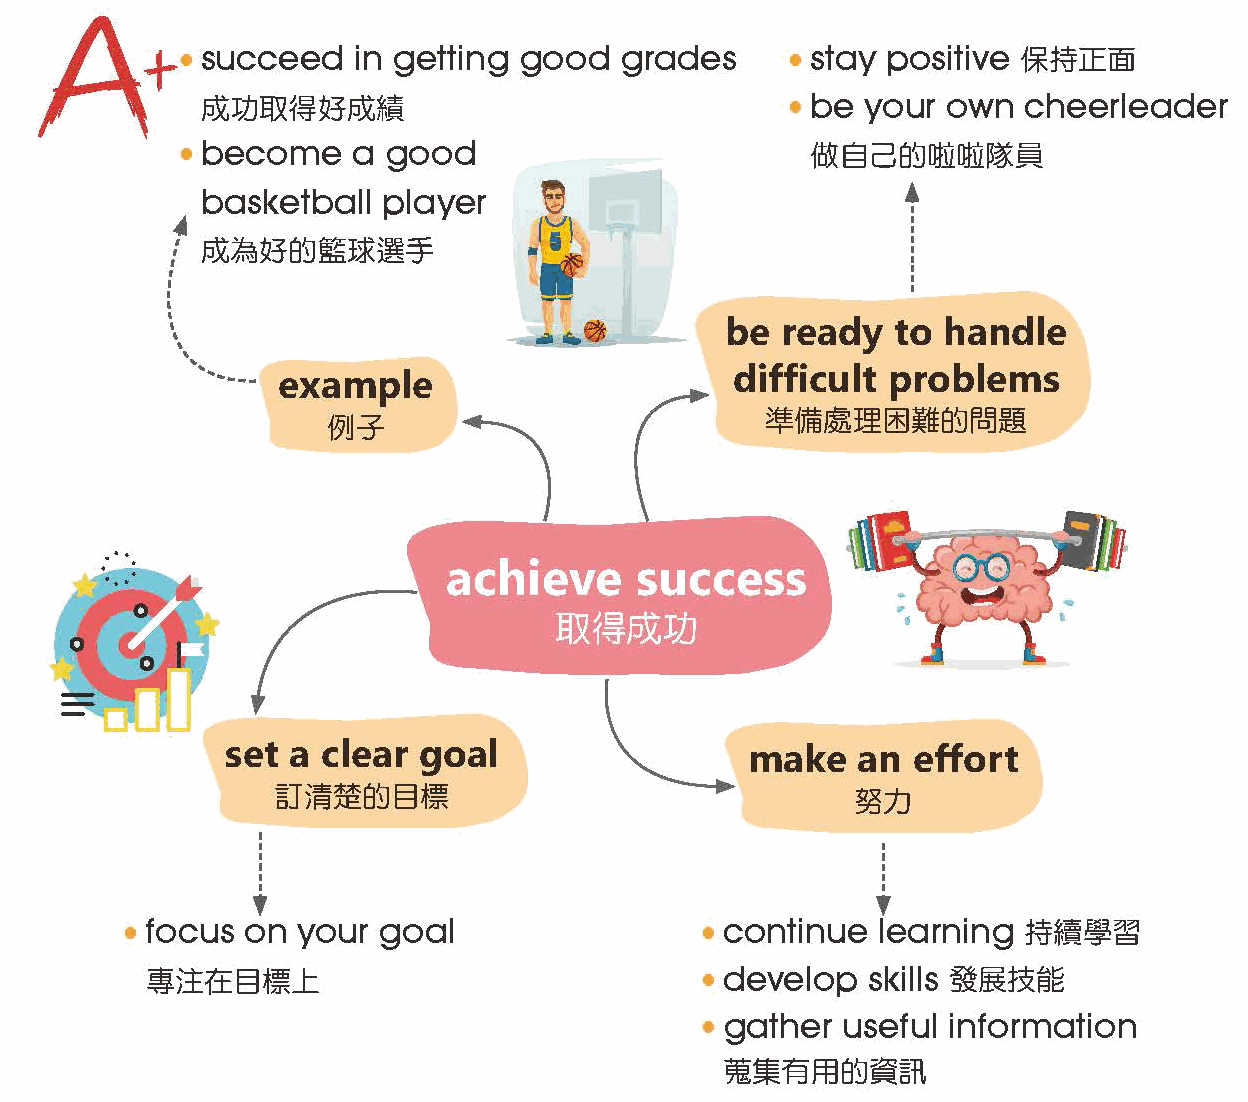 A+
succeed in getting good grades
成功取得好成績
become a good
basketball player
成為好的籃球選手
stay positive 保持正面
be your own cheerleader
做自己的啦啦隊員
5
example
例子
be ready to handle
difficult problems
準備處理困難的問題
achieve success
取得成功
set a clear goal
訂清楚的目標
make an effort
努力
focus on your goal
專注在目標上
continue learning 持續學習
develop skills 發展技能
gather useful information
蒐集有用的資訊